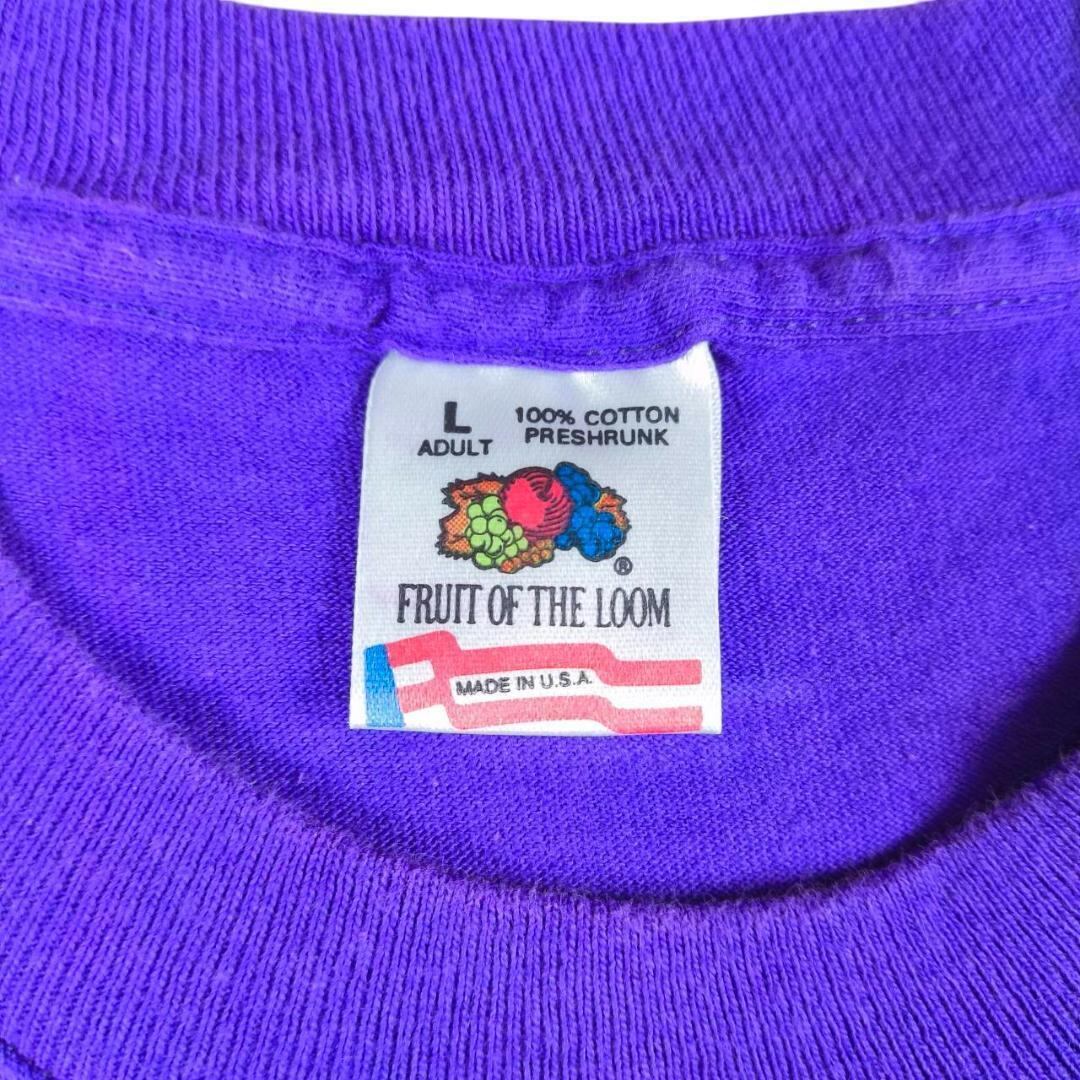 L
ADULT
100% COTTON
PRESHRUNK
®
FRUIT OF THE LOOM
MADE IN U.S.A.